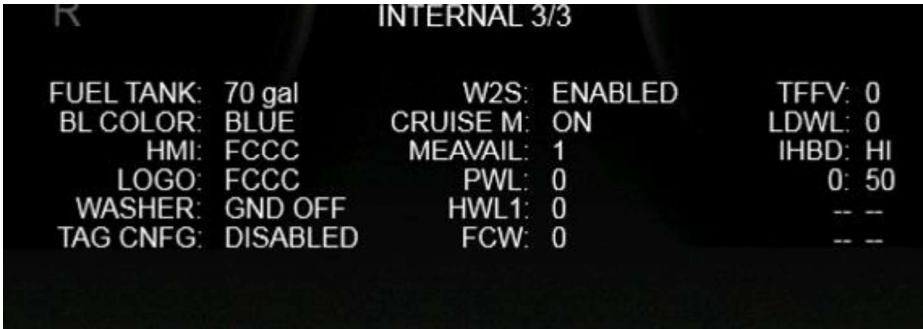 R INTERNAL 3/3
FUEL TANK: 70 gal W2S: ENABLED TFFV: 0
BL COLOR: BLUE CRUISE M: ON LDWL: 0
HMI: FCCC MEAVAIL: 1 IHBD: HI
LOGO: FCCC PWL: 0 0: 50
WASHER: GND OFF HWL1: 0 -- --
TAG CNFG: DISABLED FCW: 0 -- --